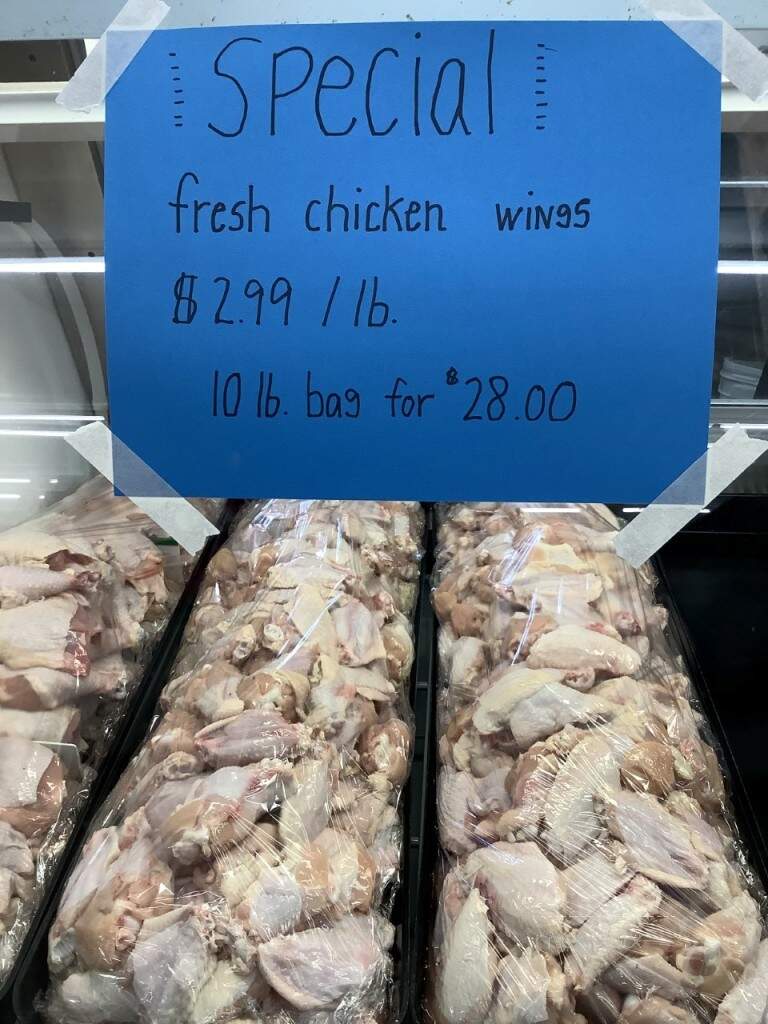 Special
fresh chicken wings
$2.99 / lb.
10 lb. bag for $28.00